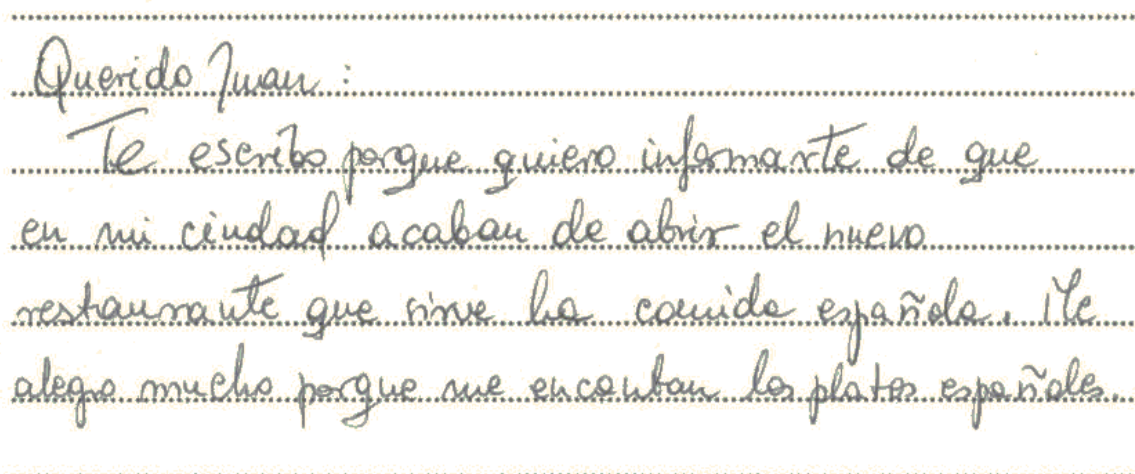 Querido Juan:
Te escribo porque quiero informarte de que
en mi ciudad acaban de abrir el nuevo
restaurante que sirve la comida española. Me
alegro mucho porque me encantan los platos españoles.